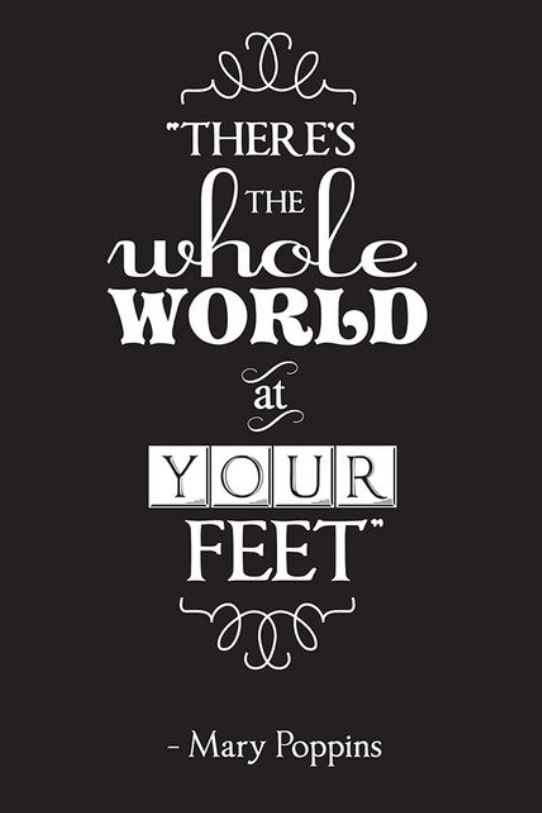 "THERE'S
THE
whole
WORLD
at
YOUR
FEET"
- Mary Poppins